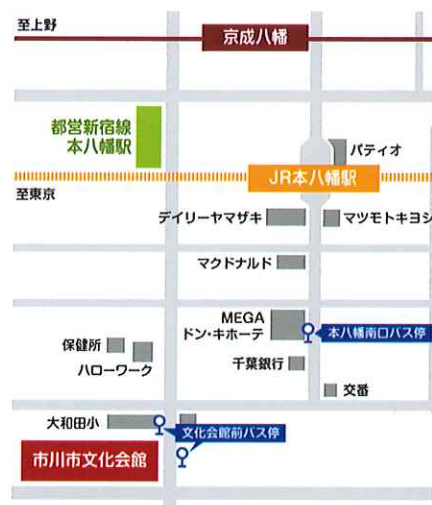 至上野
京成八幡
都営新宿線
本八幡駅
パティオ
JR本八幡駅
至東京
デイリーヤマザキ
マツモトキヨシ
マクドナルド
MEGA
ドン・キホーテ
本八幡南口バス停
保健所
ハローワーク
千葉銀行
交番
大和田小
文化会館前バス停
市川市文化会館